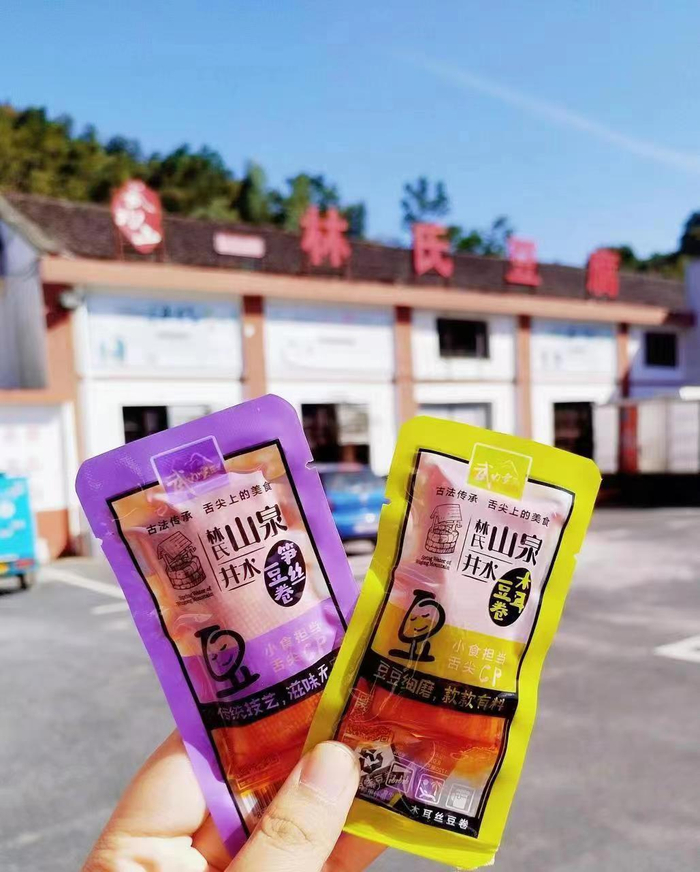 林氏豆腐
古法传承 舌尖上的美食
林氏
山泉
井水
笋丝
豆卷
豆
小食担当
舌尖CP
传统技艺，滋味无
古法传承 舌尖上的美食
林氏
山泉
井水
木耳
豆卷
豆
小食担当
舌尖CP
豆豆细磨，款款有料
木耳丝豆卷